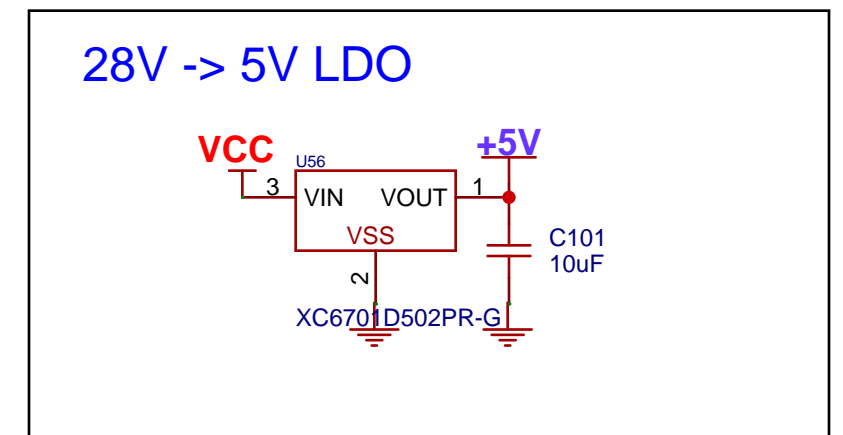 28V -> 5V LDO
VCC
+5V
U56
3
VIN
VOUT
1
VSS
2
C101
10uF
XC6701D502PR-G